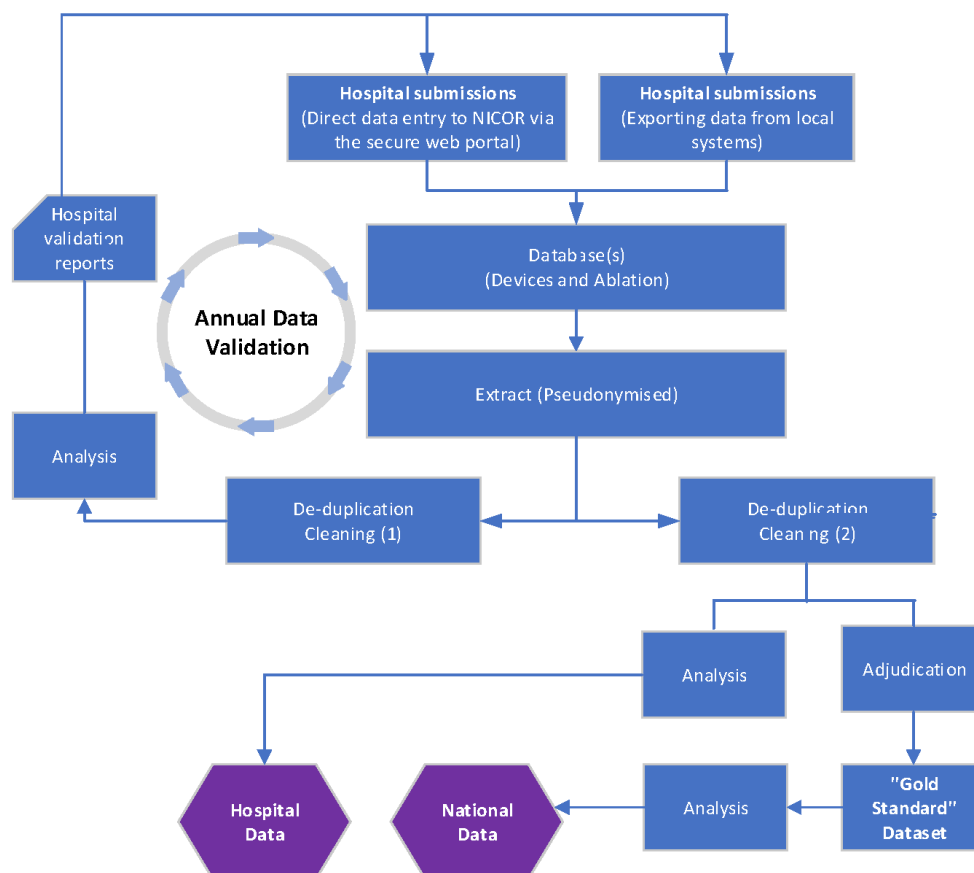 Hospital submissions
(Direct data entry to NICOR via
the secure web portal)
Hospital submissions
(Exporting data from local
systems)
Hospital
validation
reports
Database(s)
(Devices and Ablation)
Annual Data
Validation
Extract (Pseudonymised)
Analysis
De-duplication
Cleaning (1)
De-duplication
Cleaning (2)
Analysis
Adjudication
Hospital
Data
National
Data
Analysis
"Gold
Standard"
Dataset